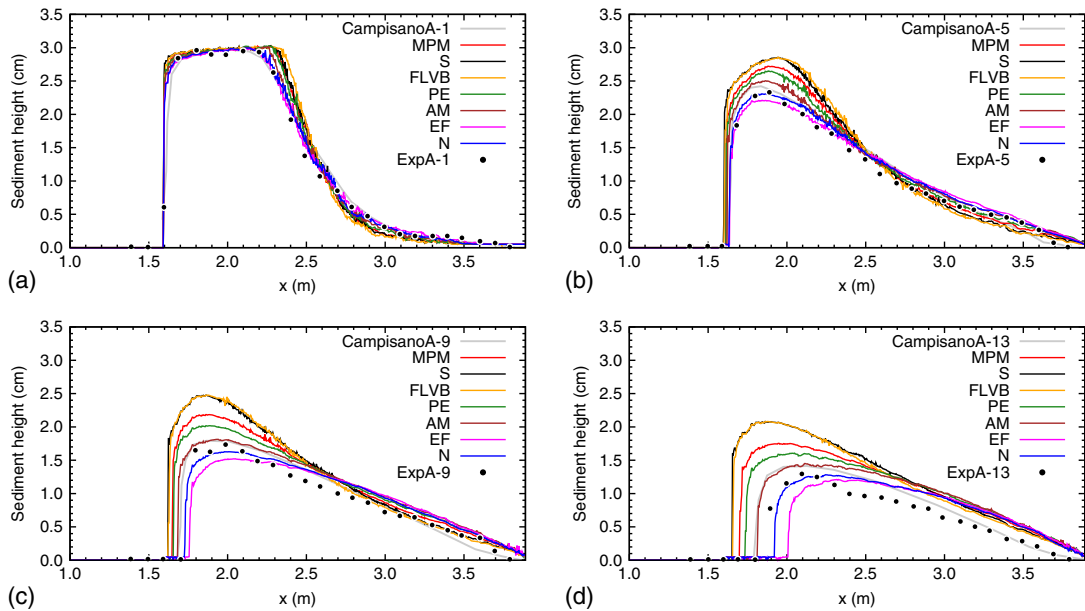 (a)
Sediment height (cm)
3.5
3.0
2.5
2.0
1.5
1.0
0.5
0.0
1.0 1.5 2.0 2.5 3.0 3.5
x (m)
CampisanoA-1
MPM
S
FLVB
PE
AM
EF
N
ExpA-1
(b)
Sediment height (cm)
3.5
3.0
2.5
2.0
1.5
1.0
0.5
0.0
1.0 1.5 2.0 2.5 3.0 3.5
x (m)
CampisanoA-5
MPM
S
FLVB
PE
AM
EF
N
ExpA-5
(c)
Sediment height (cm)
3.5
3.0
2.5
2.0
1.5
1.0
0.5
0.0
1.0 1.5 2.0 2.5 3.0 3.5
x (m)
CampisanoA-9
MPM
S
FLVB
PE
AM
EF
N
ExpA-9
(d)
Sediment height (cm)
3.5
3.0
2.5
2.0
1.5
1.0
0.5
0.0
1.0 1.5 2.0 2.5 3.0 3.5
x (m)
CampisanoA-13
MPM
S
FLVB
PE
AM
EF
N
ExpA-13